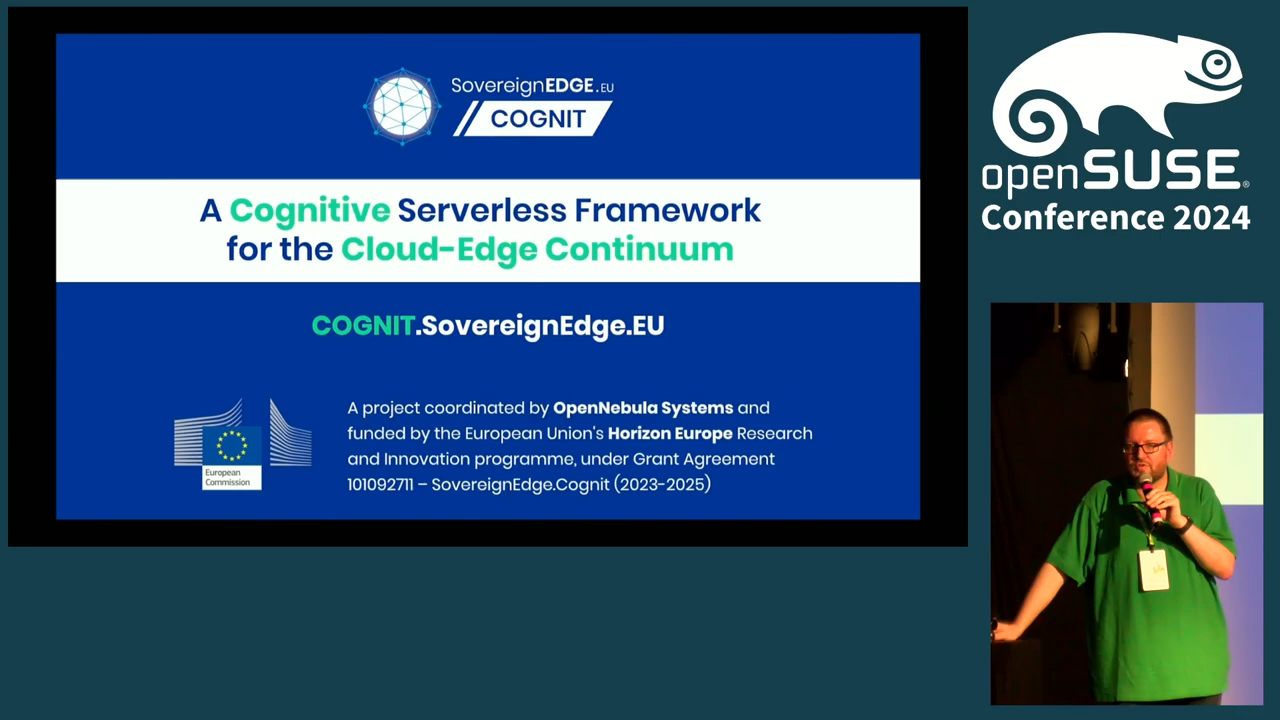 SovereignEDGE.EU
COGNIT
A Cognitive Serverless Framework
for the Cloud-Edge Continuum
COGNIT.SovereignEdge.EU
A project coordinated by OpenNebula Systems and
funded by the European Union's Horizon Europe Research
and Innovation programme, under Grant Agreement
101092711 – SovereignEdge.Cognit (2023-2025)
European
Commission
openSUSE®
Conference 2024